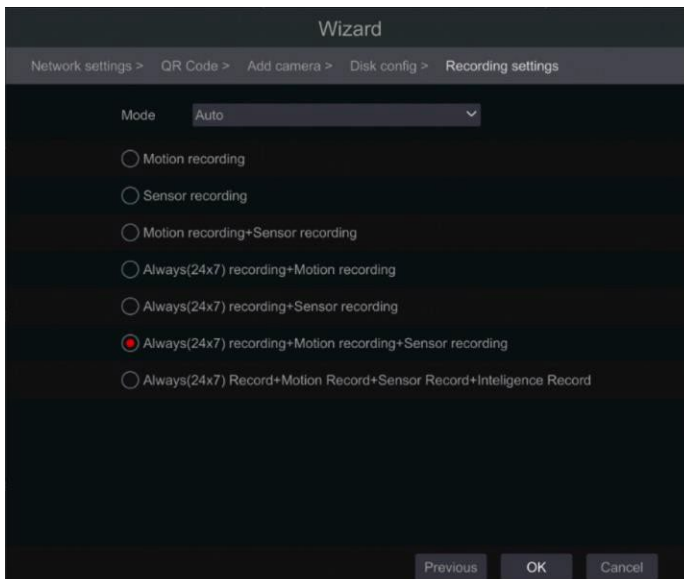 Wizard
Network settings > QR Code > Add camera > Disk config > Recording settings
Mode Auto
Motion recording
Sensor recording
Motion recording+Sensor recording
Always(24x7) recording+Motion recording
Always(24x7) recording+Sensor recording
Always(24x7) recording+Motion recording+Sensor recording
Always(24x7) Record+Motion Record+Sensor Record+Inteligence Record
Previous OK Cancel